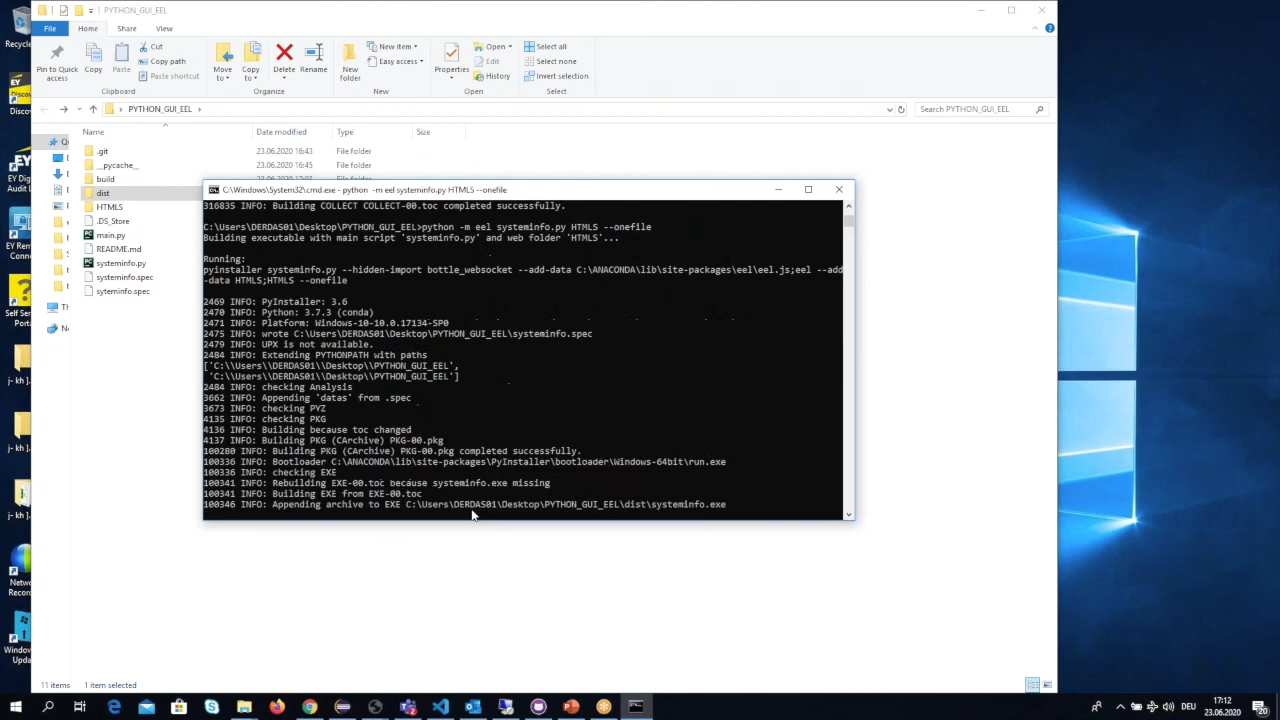 PYTHON_GUI_EEL
File
Home
Share
View
Pin to Quick access
Copy
Paste
Cut
Copy path
Paste shortcut
Clipboard
Move to
Copy to
Delete
Rename
Organize
New folder
New item
Easy access
New
Properties
Open
Edit
History
Open
Select all
Select none
Invert selection
Select
PYTHON_GUI_EEL
Search PYTHON_GUI_EEL
Name
Date modified
Type
Size
.git
23.06.2020 16:43
File folder
__pycache__
23.06.2020 16:45
File folder
build
File folder
dist
HTMLS
.DS_Store
main.py
README.md
systeminfo.py
systeminfo.spec
syteminfo.spec
C:\Windows\System32\cmd.exe - python -m eel systeminfo.py HTMLS --onefile
316835 INFO: Building COLLECT COLLECT-00.toc completed successfully.
C:\Users\DERDAS01\Desktop\PYTHON_GUI_EEL>python -m eel systeminfo.py HTMLS --onefile
Building executable with main script 'systeminfo.py' and web folder 'HTMLS'...
Running:
pyinstaller systeminfo.py --hidden-import bottle_websocket --add-data C:\ANACONDA\lib\site-packages\eel\eel.js;eel --add
-data HTMLS;HTMLS --onefile
2469 INFO: PyInstaller: 3.6
2470 INFO: Python: 3.7.3 (conda)
2471 INFO: Platform: Windows-10-10.0.17134-SP0
2475 INFO: wrote C:\Users\DERDAS01\Desktop\PYTHON_GUI_EEL\systeminfo.spec
2479 INFO: UPX is not available.
2484 INFO: Extending PYTHONPATH with paths
['C:\\Users\\DERDAS01\\Desktop\\PYTHON_GUI_EEL',
'C:\\Users\\DERDAS01\\Desktop\\PYTHON_GUI_EEL']
2484 INFO: checking Analysis
3662 INFO: Appending 'datas' from .spec
3673 INFO: checking PYZ
4135 INFO: checking PKG
4136 INFO: Building because toc changed
4137 INFO: Building PKG (CArchive) PKG-00.pkg
100280 INFO: Building PKG (CArchive) PKG-00.pkg completed successfully.
100336 INFO: Bootloader C:\ANACONDA\lib\site-packages\PyInstaller\bootloader\Windows-64bit\run.exe
100336 INFO: checking EXE
100341 INFO: Rebuilding EXE-00.toc because systeminfo.exe missing
100341 INFO: Building EXE from EXE-00.toc
100346 INFO: Appending archive to EXE C:\Users\DERDAS01\Desktop\PYTHON_GUI_EEL\dist\systeminfo.exe
11 items
1 item selected
DEU
17:12
23.06.2020
20